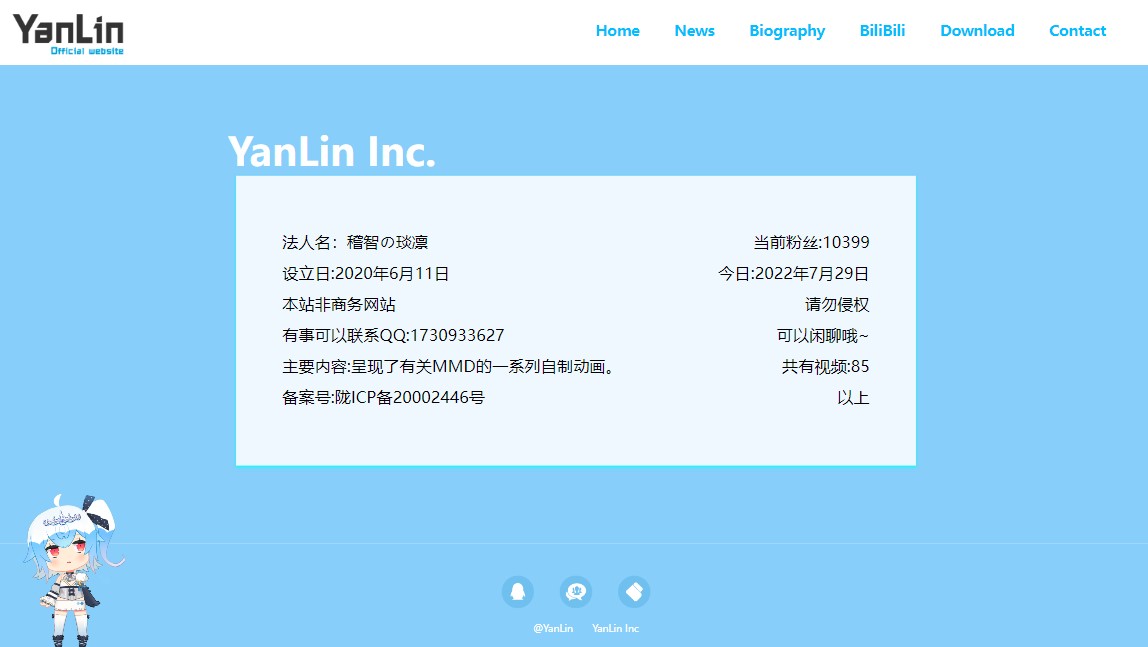 YanLin
Official website
Home News Biography BiliBili Download Contact
YanLin Inc.
法人名：稽智の琰凛 当前粉丝:10399
设立日:2020年6月11日 今日:2022年7月29日
本站非商务网站 请勿侵权
有事可以联系QQ:1730933627 可以闲聊哦~
主要内容:呈现了有关MMD的一系列自制动画。 共有视频:85
备案号:陇ICP备20002446号 以上
@YanLin YanLin Inc